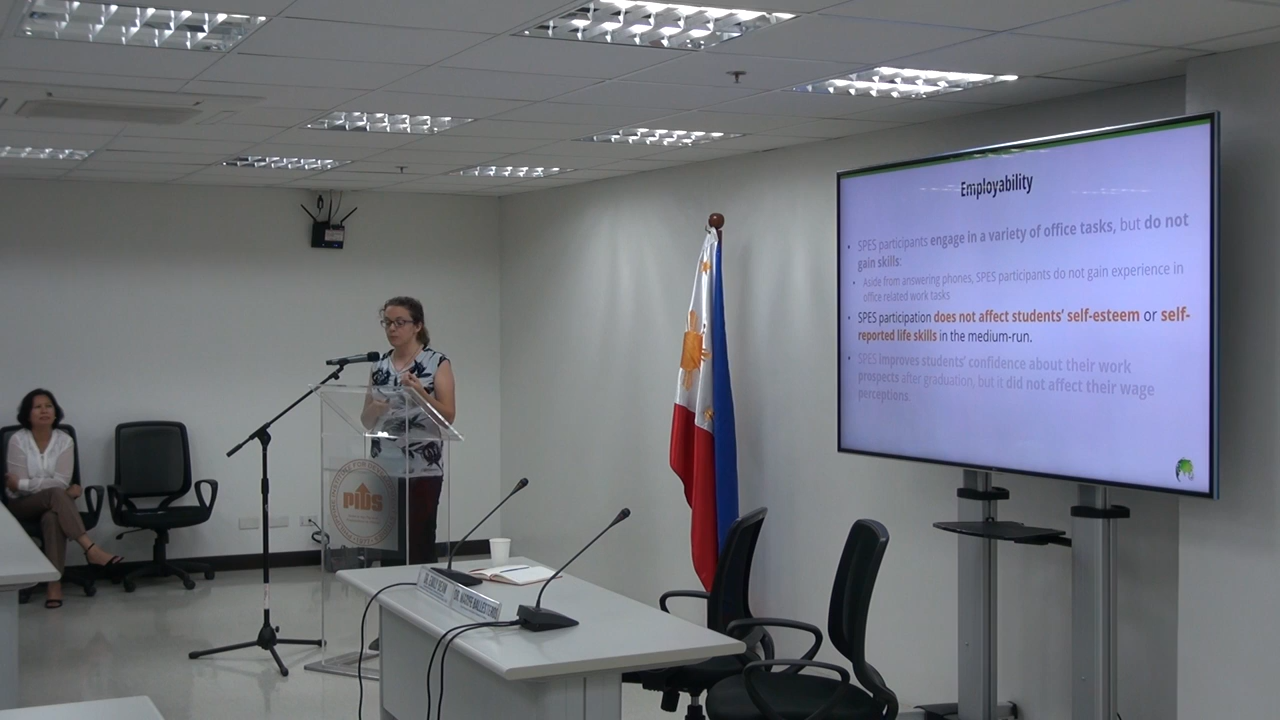 Employability
• SPES participants engage in a variety of office tasks, but do not
gain skills:
• Aside from answering phones, SPES participants do not gain experience in
office related work tasks
• SPES participation does not affect students' self-esteem or self-
reported life skills in the medium-run.
• SPES improves students' confidence about their work
prospects after graduation, but it did not affect their wage
perceptions.
PIDS